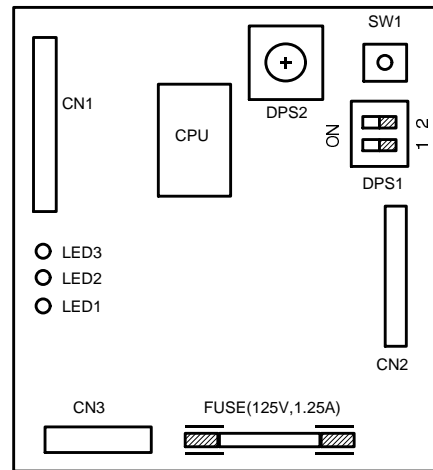 SW1
CN1
DPS2
CPU
ON
2
1
DPS1
LED3
LED2
LED1
CN2
CN3
FUSE(125V,1.25A)